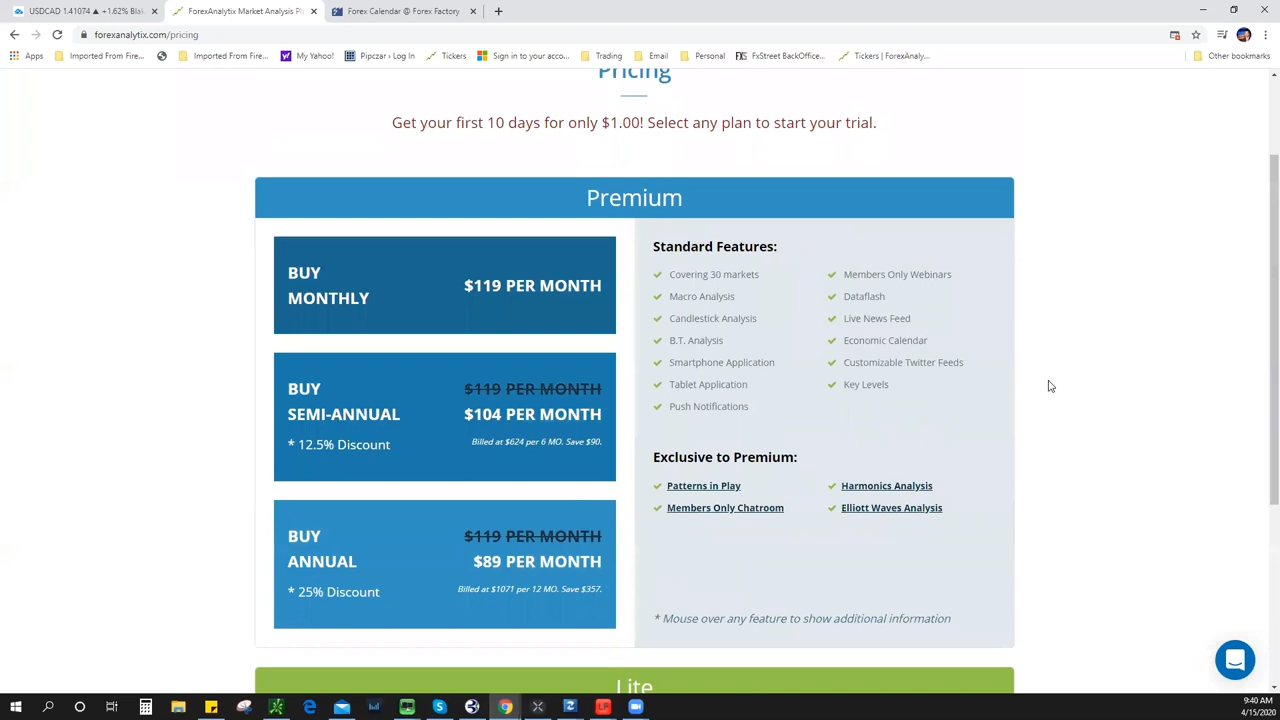 USDCAD 1.41074 ▲ +1.62% Blak
ForexAnalytix Market Analysis Pl
Forex Calendar @ Forex Factory
forexanalytix.com/pricing
Apps
Imported From Fire...
Imported From Fire...
My Yahoo!
Pipczar › Log In
Tickers
Sign in to your acco...
Trading
Email
Personal
FXStreet BackOffice...
Tickers | ForexAnaly...
Other bookmarks
Pricing
Get your first 10 days for only $1.00! Select any plan to start your trial.
Premium
BUY
MONTHLY
$119 PER MONTH
BUY
SEMI-ANNUAL
* 12.5% Discount
$119 PER MONTH
$104 PER MONTH
Billed at $624 per 6 MO. Save $90.
BUY
ANNUAL
* 25% Discount
$119 PER MONTH
$89 PER MONTH
Billed at $1071 per 12 MO. Save $357.
Standard Features:
Covering 30 markets
Macro Analysis
Candlestick Analysis
B.T. Analysis
Smartphone Application
Tablet Application
Push Notifications
Members Only Webinars
Dataflash
Live News Feed
Economic Calendar
Customizable Twitter Feeds
Key Levels
Exclusive to Premium:
Patterns in Play
Members Only Chatroom
Harmonics Analysis
Elliott Waves Analysis
* Mouse over any feature to show additional information
Lite
9:40 AM
4/15/2020